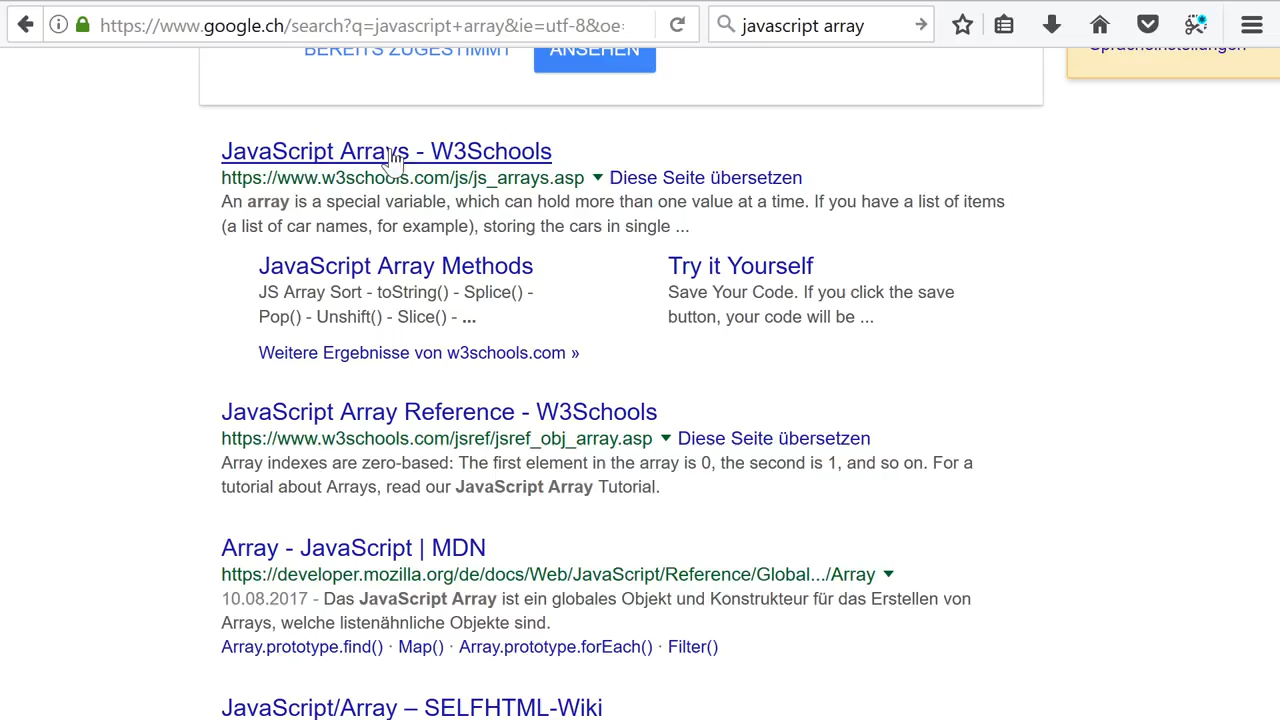 https://www.google.ch/search?q=javascript+array&ie=utf-8&oe=
javascript array
BEREITS ZUGESTIMMT
ANSEHEN
Spracheinstellungen
JavaScript Arrays - W3Schools
https://www.w3schools.com/js/js_arrays.asp Diese Seite übersetzen
An array is a special variable, which can hold more than one value at a time. If you have a list of items
(a list of car names, for example), storing the cars in single ...
JavaScript Array Methods
JS Array Sort - toString() - Splice() -
Pop() - Unshift() - Slice() - ...
Try it Yourself
Save Your Code. If you click the save
button, your code will be ...
Weitere Ergebnisse von w3schools.com »
JavaScript Array Reference - W3Schools
https://www.w3schools.com/jsref/jsref_obj_array.asp Diese Seite übersetzen
Array indexes are zero-based: The first element in the array is 0, the second is 1, and so on. For a
tutorial about Arrays, read our JavaScript Array Tutorial.
Array - JavaScript | MDN
https://developer.mozilla.org/de/docs/Web/JavaScript/Reference/Global.../Array
10.08.2017 - Das JavaScript Array ist ein globales Objekt und Konstrukteur für das Erstellen von
Arrays, welche listenähnliche Objekte sind.
Array.prototype.find() · Map() · Array.prototype.forEach() · Filter()
JavaScript/Array – SELFHTML-Wiki